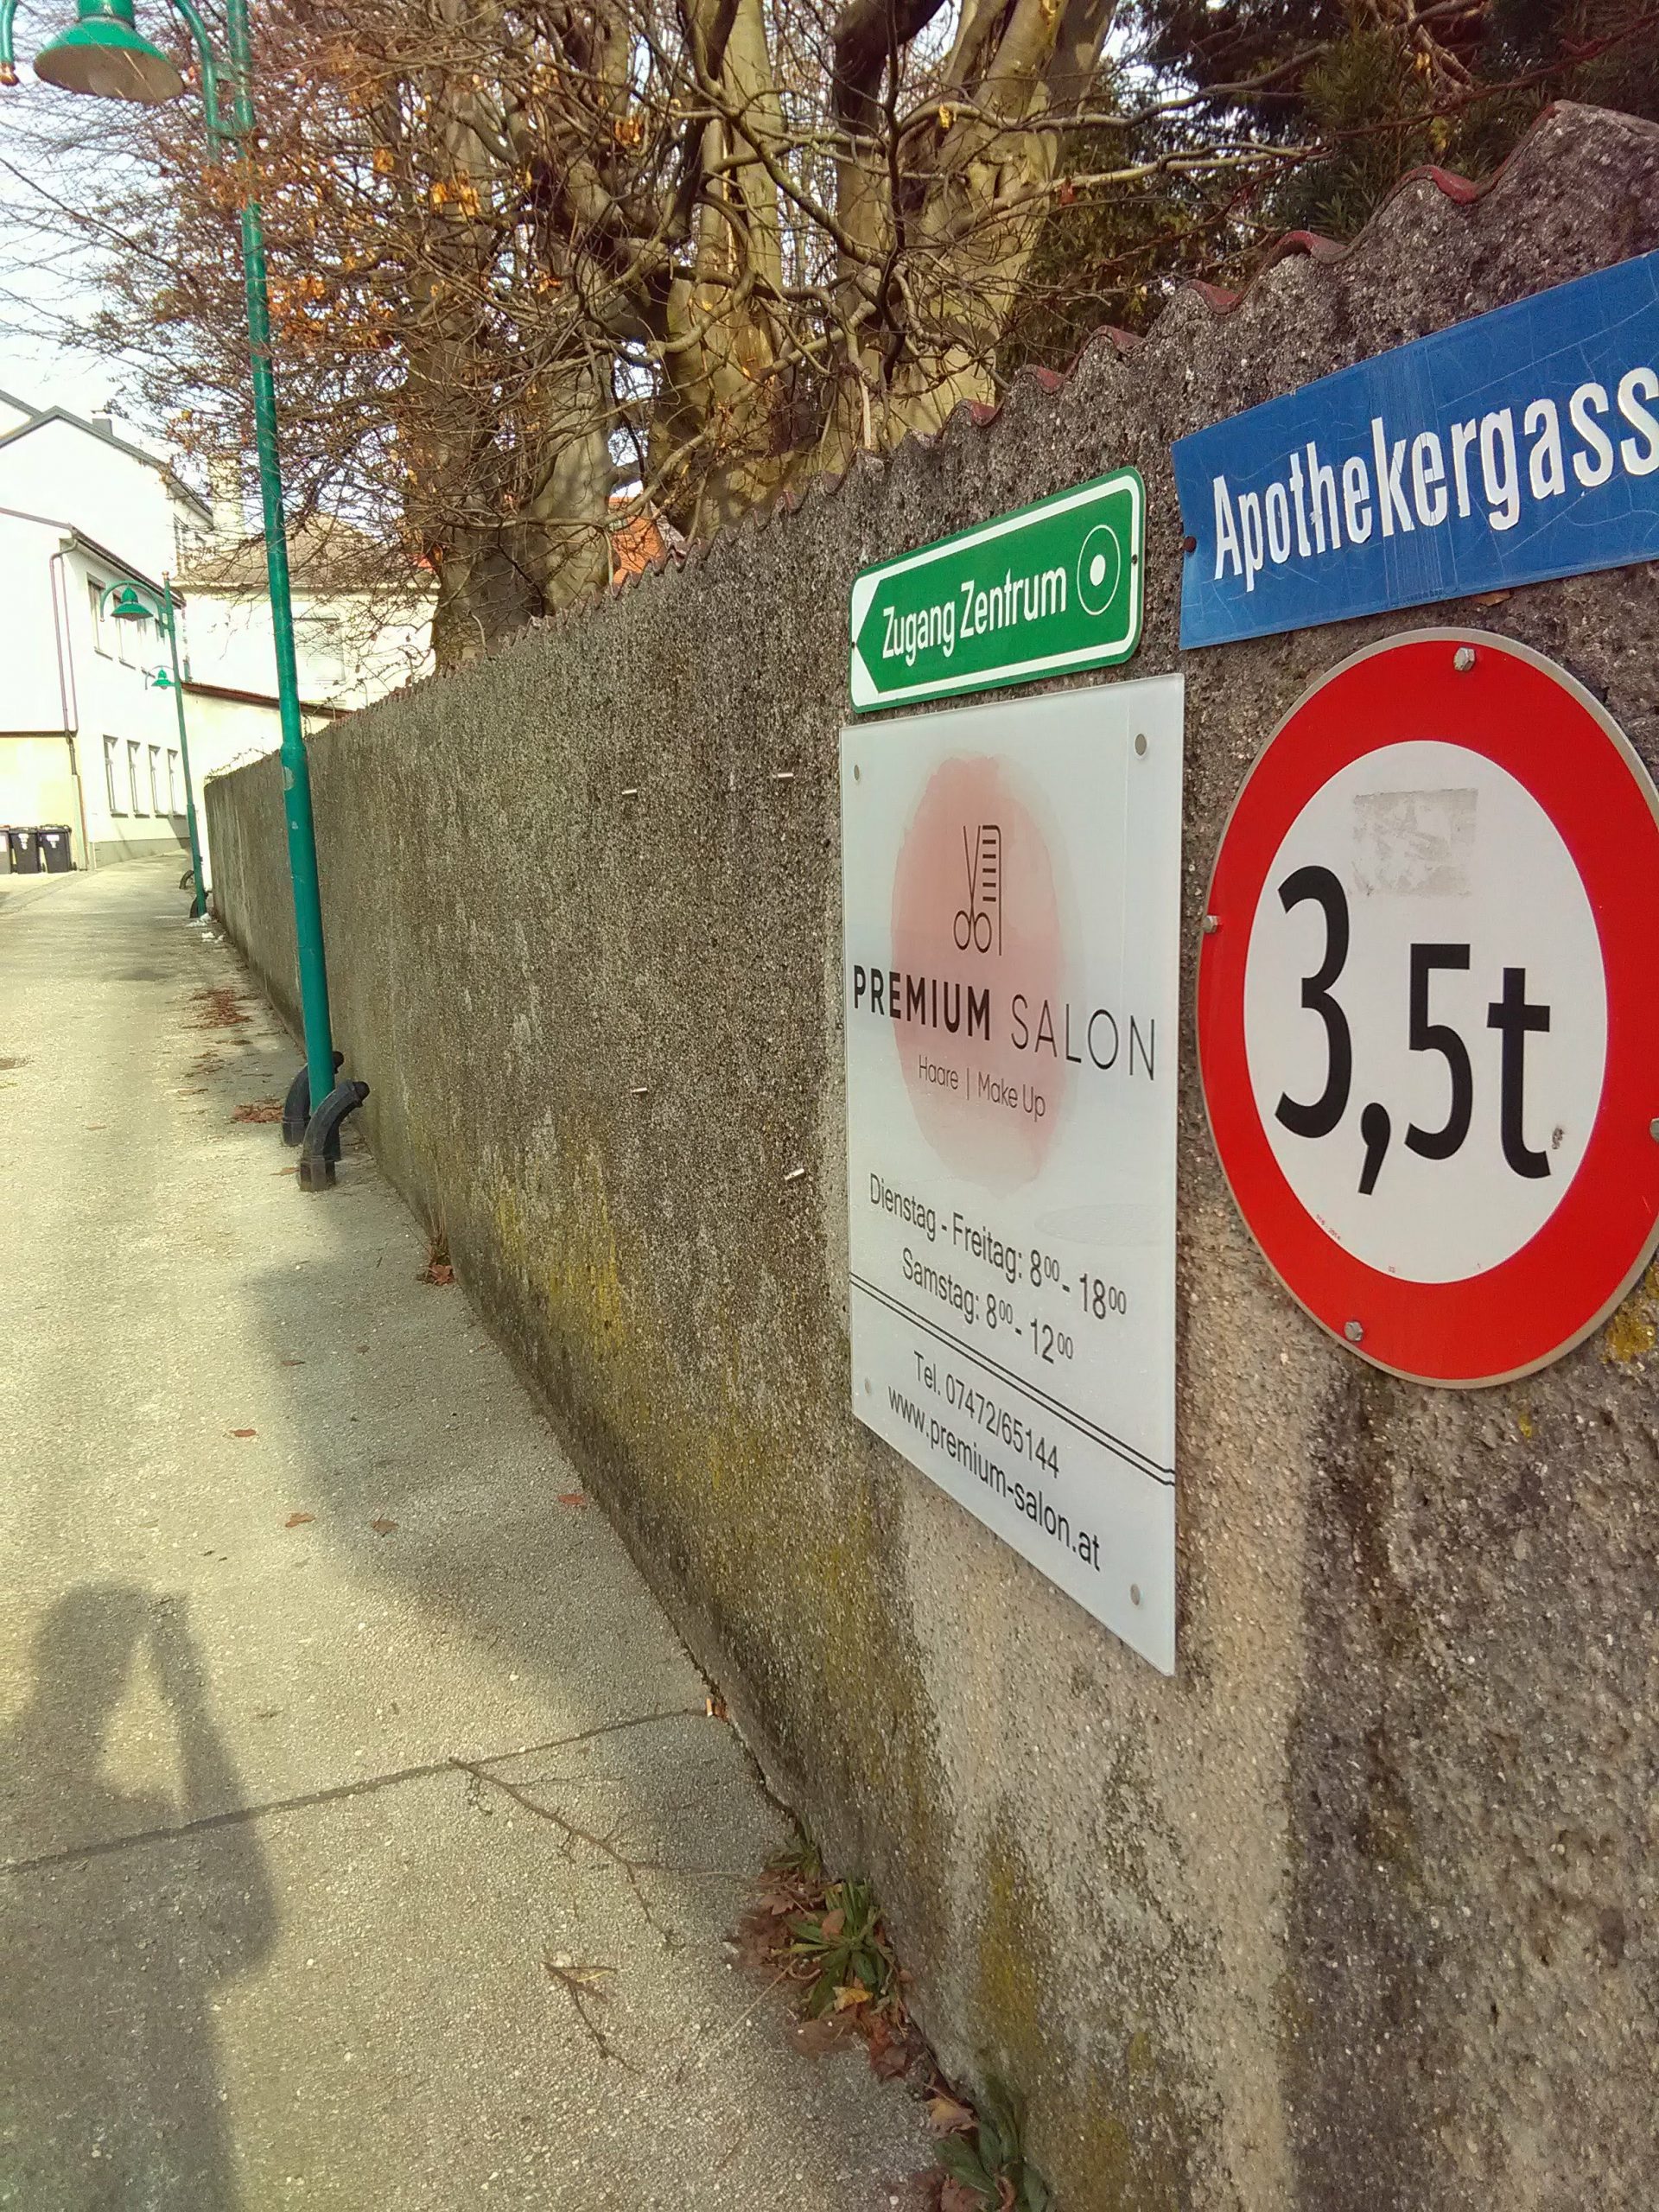 Apothekergass
Zugang Zentrum
3,5t
PREMIUM SALON
Haare | Make Up
Dienstag - Freitag: 8⁰⁰ - 18⁰⁰
Samstag: 8⁰⁰ - 12⁰⁰
Tel. 07472/65144
www.premium-salon.at